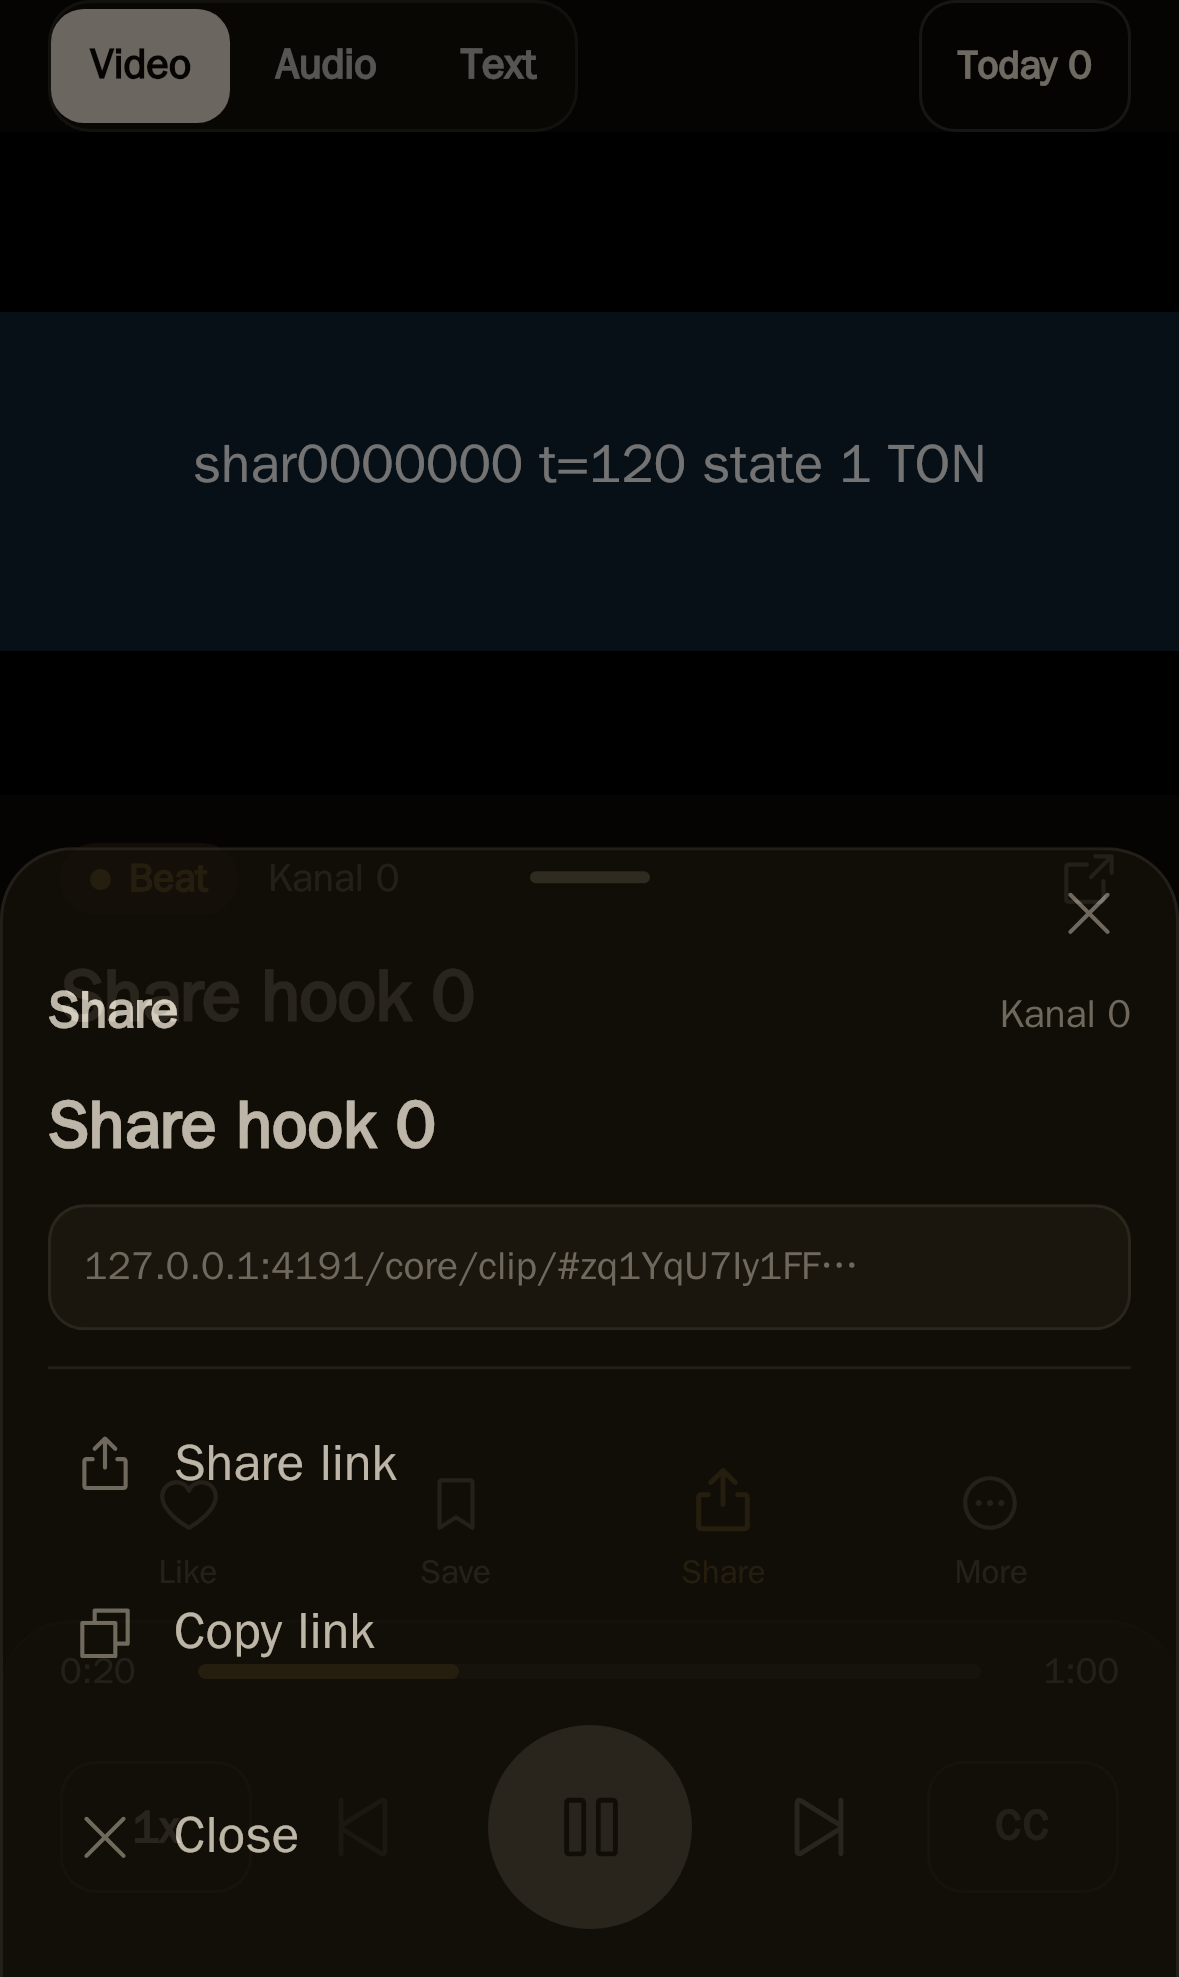 Video Audio Text Today 0
shar0000000 t=120 state 1 TON
Beat Kanal 0
Share hook 0
Share Kanal 0
Share hook 0
127.0.0.1:4191/core/clip/#zq1YqU7Iy1FF…
Share link
Like Save Share More
Copy link
0:20 1:00
1x CC
Close